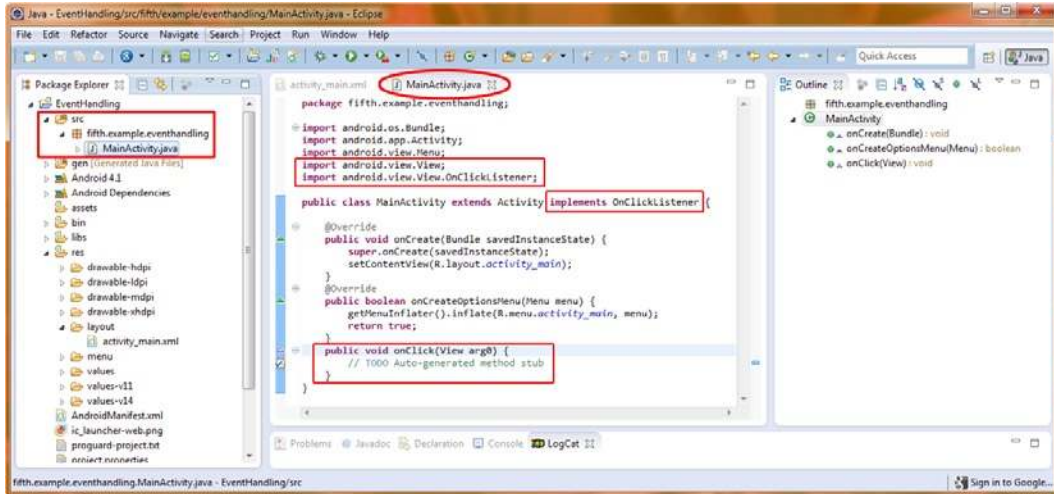 Java - EventHandling/src/fifth/example/eventhandling/MainActivity.java - Eclipse
File Edit Refactor Source Navigate Search Project Run Window Help
Quick Access
Java
Package Explorer
EventHandling
src
fifth.example.eventhandling
MainActivity.java
gen [Generated Java Files]
Android 4.1
Android Dependencies
assets
bin
libs
res
drawable-hdpi
drawable-ldpi
drawable-mdpi
drawable-xhdpi
layout
activity_main.xml
menu
values
values-v11
values-v14
AndroidManifest.xml
ic_launcher-web.png
proguard-project.txt
project.properties
activity_main.xml
MainActivity.java
package fifth.example.eventhandling;
import android.os.Bundle;
import android.app.Activity;
import android.view.Menu;
import android.view.View;
import android.view.View.OnClickListener;
public class MainActivity extends Activity implements OnClickListener {
@Override
public void onCreate(Bundle savedInstanceState) {
super.onCreate(savedInstanceState);
setContentView(R.layout.activity_main);
}
@Override
public boolean onCreateOptionsMenu(Menu menu) {
getMenuInflater().inflate(R.menu.activity_main, menu);
return true;
}
public void onClick(View arg0) {
// TODO Auto-generated method stub
}
}
Outline
fifth.example.eventhandling
MainActivity
onCreate(Bundle) : void
onCreateOptionsMenu(Menu) : boolean
onClick(View) : void
Problems Javadoc Declaration Console LogCat
fifth.example.eventhandling.MainActivity.java - EventHandling/src
Sign in to Google...